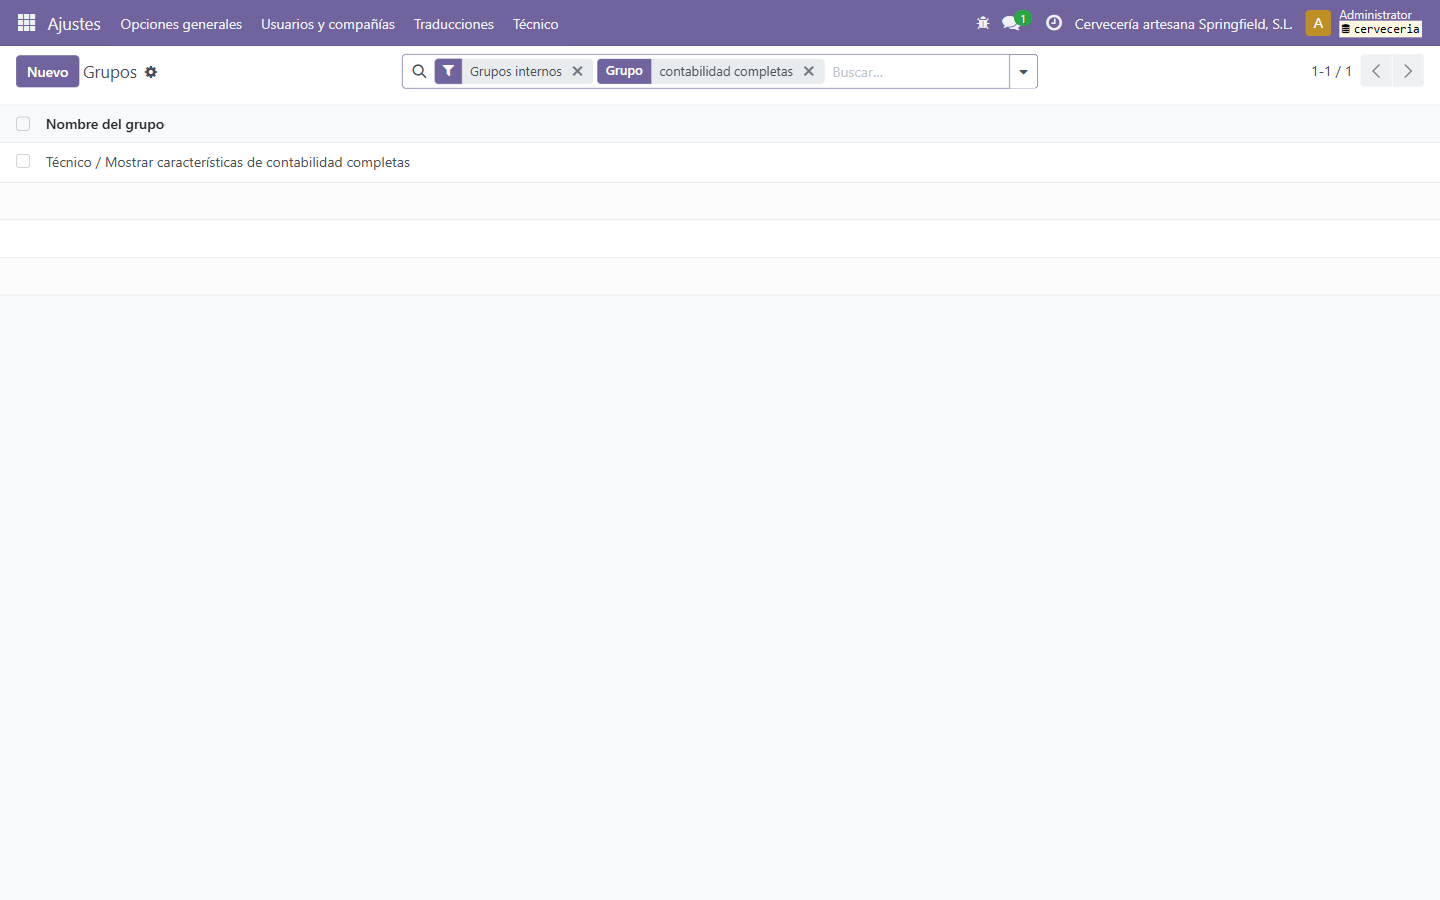 Ajustes Opciones generales Usuarios y compañías Traducciones Técnico 1 Cervecería artesana Springfield, S.L. A Administrator
cerveceria
Nuevo Grupos Grupos internos Grupo contabilidad completas Buscar... 1-1 / 1
Nombre del grupo
Técnico / Mostrar características de contabilidad completas